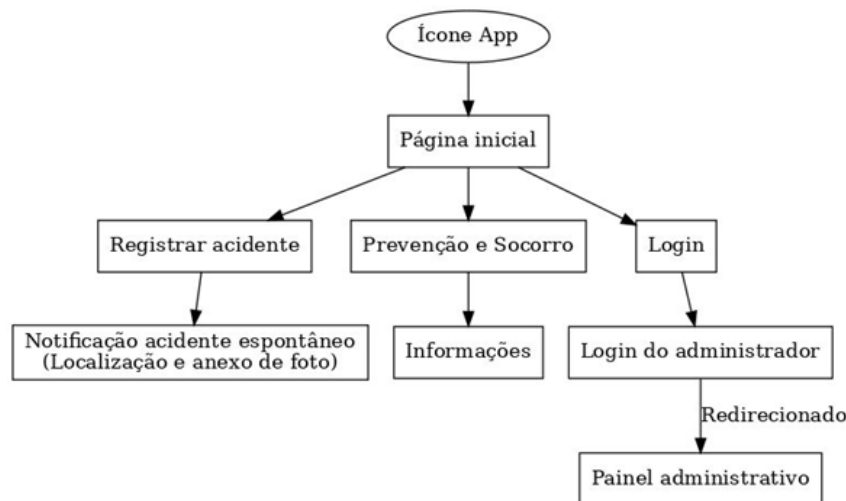 Ícone App
Página inicial
Registrar acidente
Prevenção e Socorro
Login
Notificação acidente espontâneo
(Localização e anexo de foto)
Informações
Login do administrador
Redirecionado
Painel administrativo